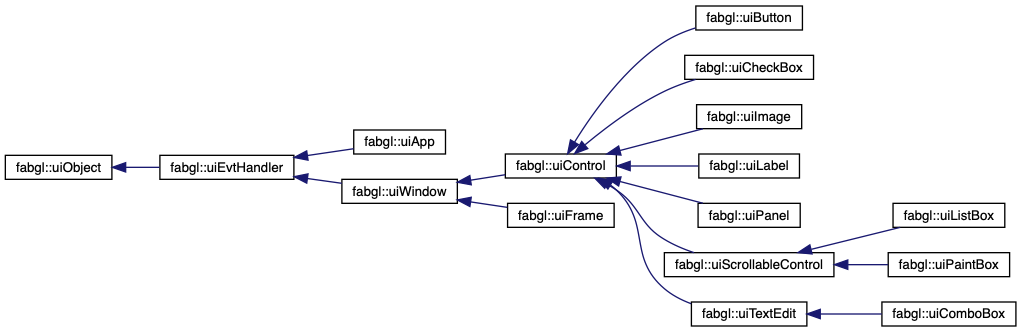 fabgl::uiButton
fabgl::uiCheckBox
fabgl::uiImage
fabgl::uiApp
fabgl::uiObject
fabgl::uiEvtHandler
fabgl::uiControl
fabgl::uiLabel
fabgl::uiWindow
fabgl::uiFrame
fabgl::uiPanel
fabgl::uiListBox
fabgl::uiScrollableControl
fabgl::uiPaintBox
fabgl::uiTextEdit
fabgl::uiComboBox